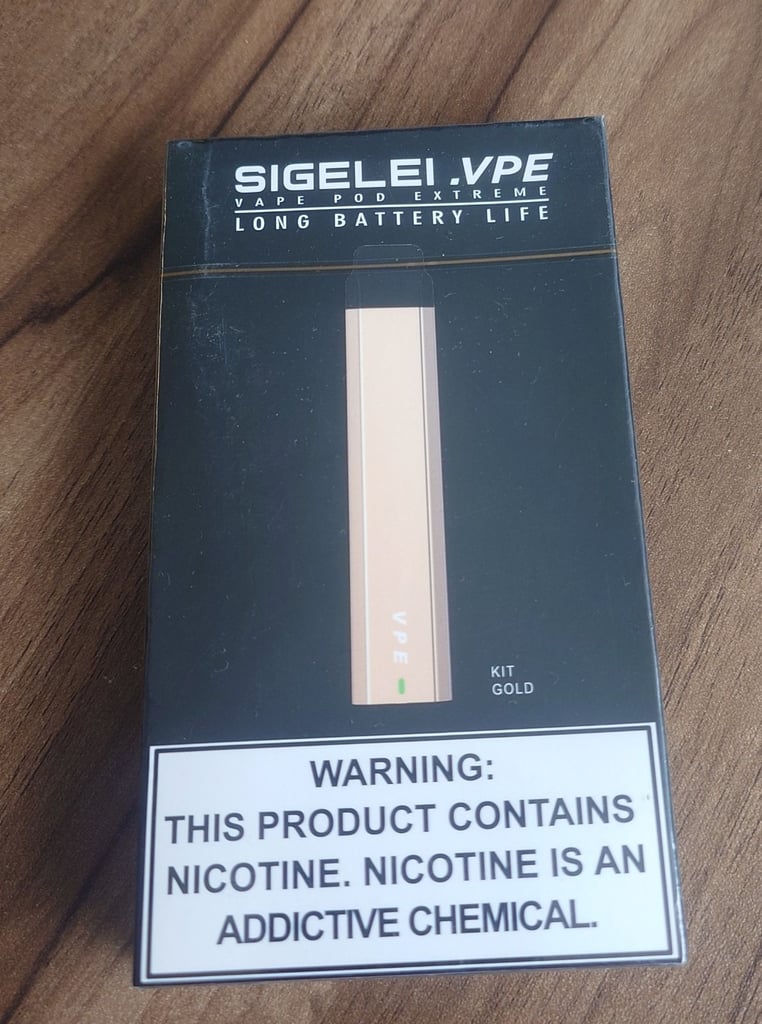 SIGELEI .VPE
VAPE POD EXTREME
LONG BATTERY LIFE
VPE
KIT
GOLD
WARNING:
THIS PRODUCT CONTAINS
NICOTINE. NICOTINE IS AN
ADDICTIVE CHEMICAL.